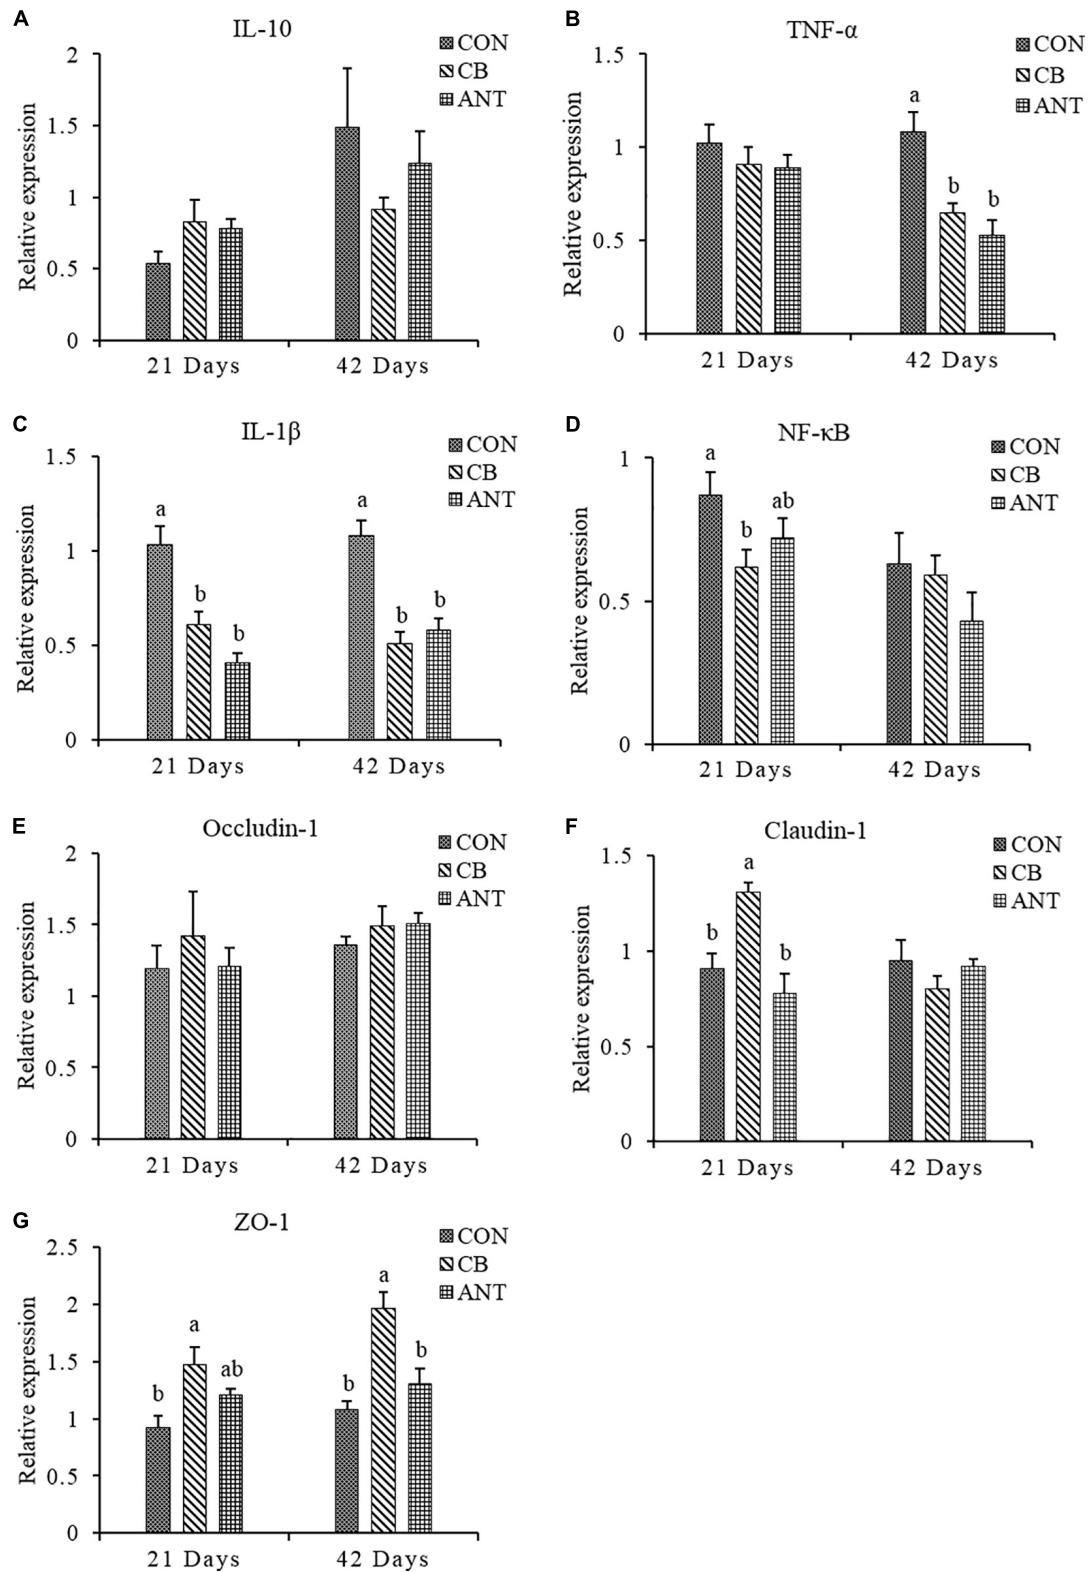 A
IL-10
CON
CB
ANT
Relative expression
2
1.5
1
0.5
0
21 Days
42 Days
B
TNF-α
CON
CB
ANT
Relative expression
1.5
1
0.5
0
a
b
b
21 Days
42 Days
C
IL-1β
CON
CB
ANT
Relative expression
1.5
1
0.5
0
a
b
b
a
b
b
21 Days
42 Days
D
NF-κB
CON
CB
ANT
Relative expression
1
0.5
0
a
b
ab
21 Days
42 Days
E
Occludin-1
CON
CB
ANT
Relative expression
2
1.5
1
0.5
0
21 Days
42 Days
F
Claudin-1
CON
CB
ANT
Relative expression
1.5
1
0.5
0
b
a
b
21 Days
42 Days
G
ZO-1
CON
CB
ANT
Relative expression
2.5
2
1.5
1
0.5
0
b
a
ab
b
a
b
21 Days
42 Days